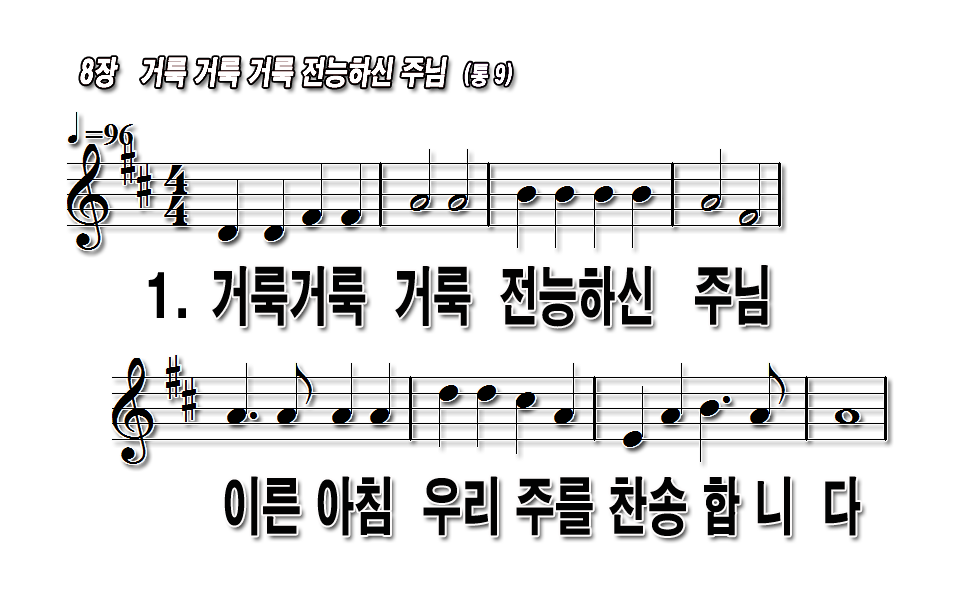 8장 거룩 거룩 거룩 전능하신 주님 (통 9)
♩=96
4/4
1. 거룩거룩 거룩 전능하신 주님
이른 아침 우리 주를 찬송 합 니 다